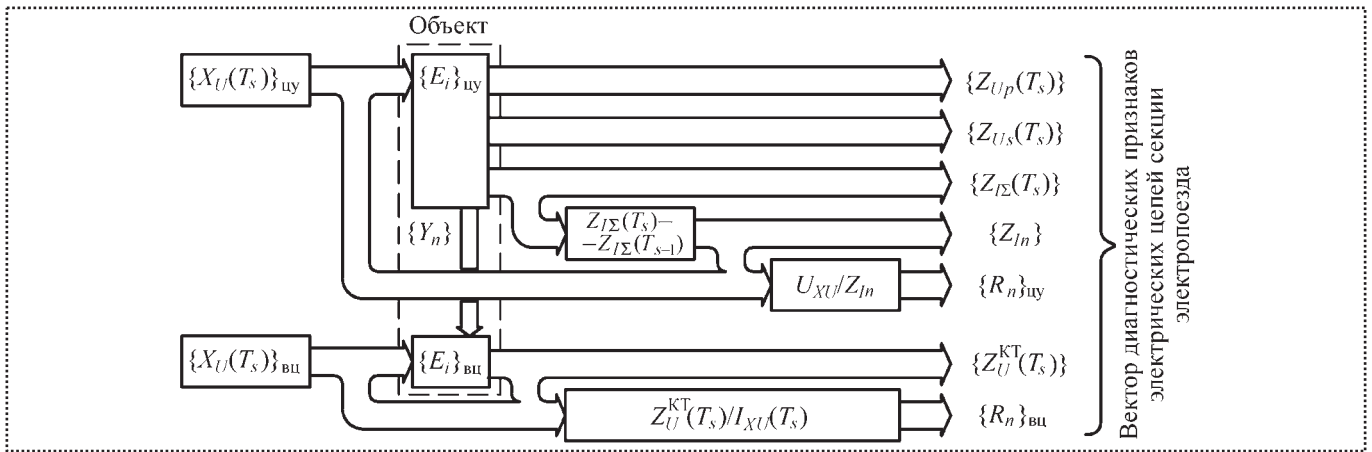 Объект
{X_U(T_s)}_цу
{E_i}_цу
{Z_Up(T_s)}
{Z_Us(T_s)}
{Z_IΣ(T_s)}
{Y_n}
Z_IΣ(T_s)–
–Z_IΣ(T_s–1)
{Z_In}
U_XU/Z_In
{R_n}_цу
{X_U(T_s)}_вц
{E_i}_вц
{Z_U^КТ(T_s)}
Z_U^КТ(T_s)/I_XU(T_s)
{R_n}_вц
Вектор диагностических признаков
электрических цепей секции
электропоезда